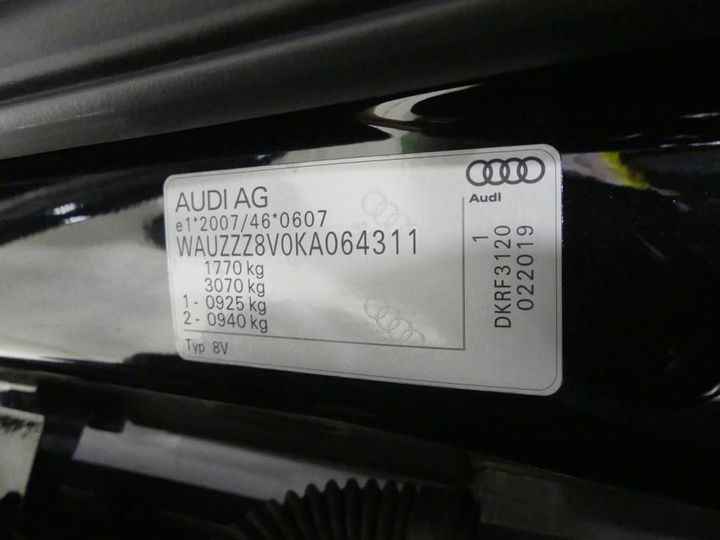 AUDI AG
e1*2007/46*0607
WAUZZZ8V0KA064311
1770 kg
3070 kg
1 - 0925 kg
2 - 0940 kg
Typ 8V
Audi
1
DKRF3120
022019